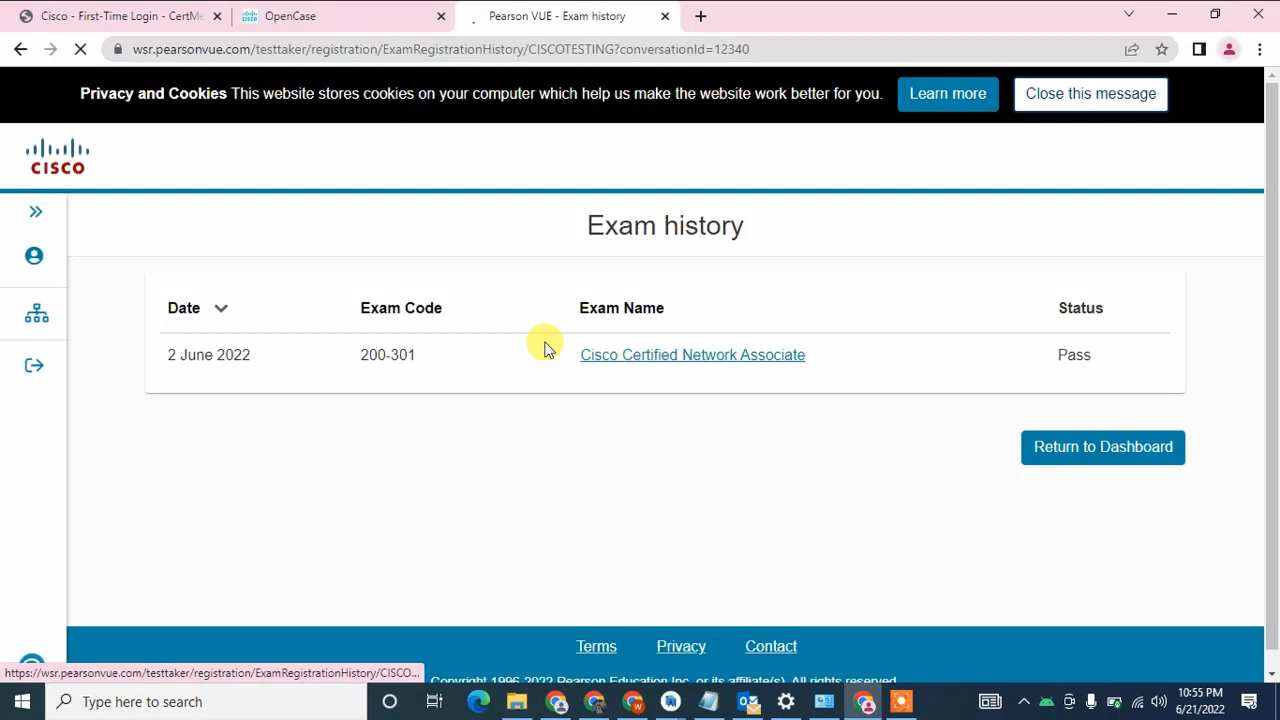 Cisco - First-Time Login - CertMe
OpenCase
Pearson VUE - Exam history
wsr.pearsonvue.com/testtaker/registration/ExamRegistrationHistory/CISCOTESTING?conversationId=12340
Privacy and Cookies This website stores cookies on your computer which help us make the website work better for you.
Learn more
Close this message
CISCO
Exam history
Date Exam Code Exam Name Status
2 June 2022 200-301 Cisco Certified Network Associate Pass
Return to Dashboard
Terms Privacy Contact
https://wsr.pearsonvue.com/testtaker/registration/ExamRegistrationHistory/CISCO...
Copyright 1996-2022 Pearson Education Inc. or its affiliate(s). All rights reserved.
Type here to search
10:55 PM
6/21/2022